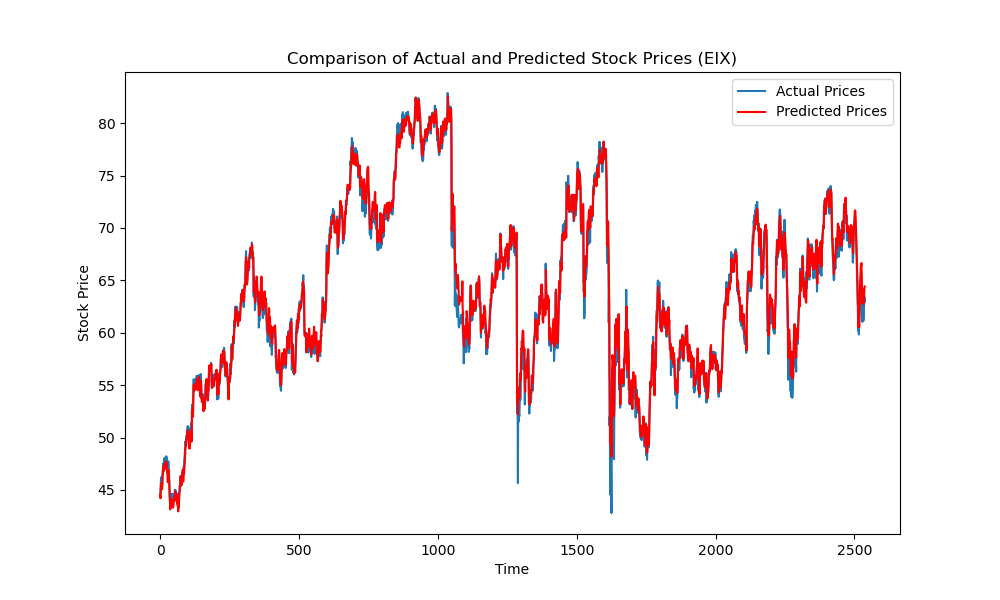 Comparison of Actual and Predicted Stock Prices (EIX)
Actual Prices
Predicted Prices
Stock Price
80
75
70
65
60
55
50
45
0 500 1000 1500 2000 2500
Time